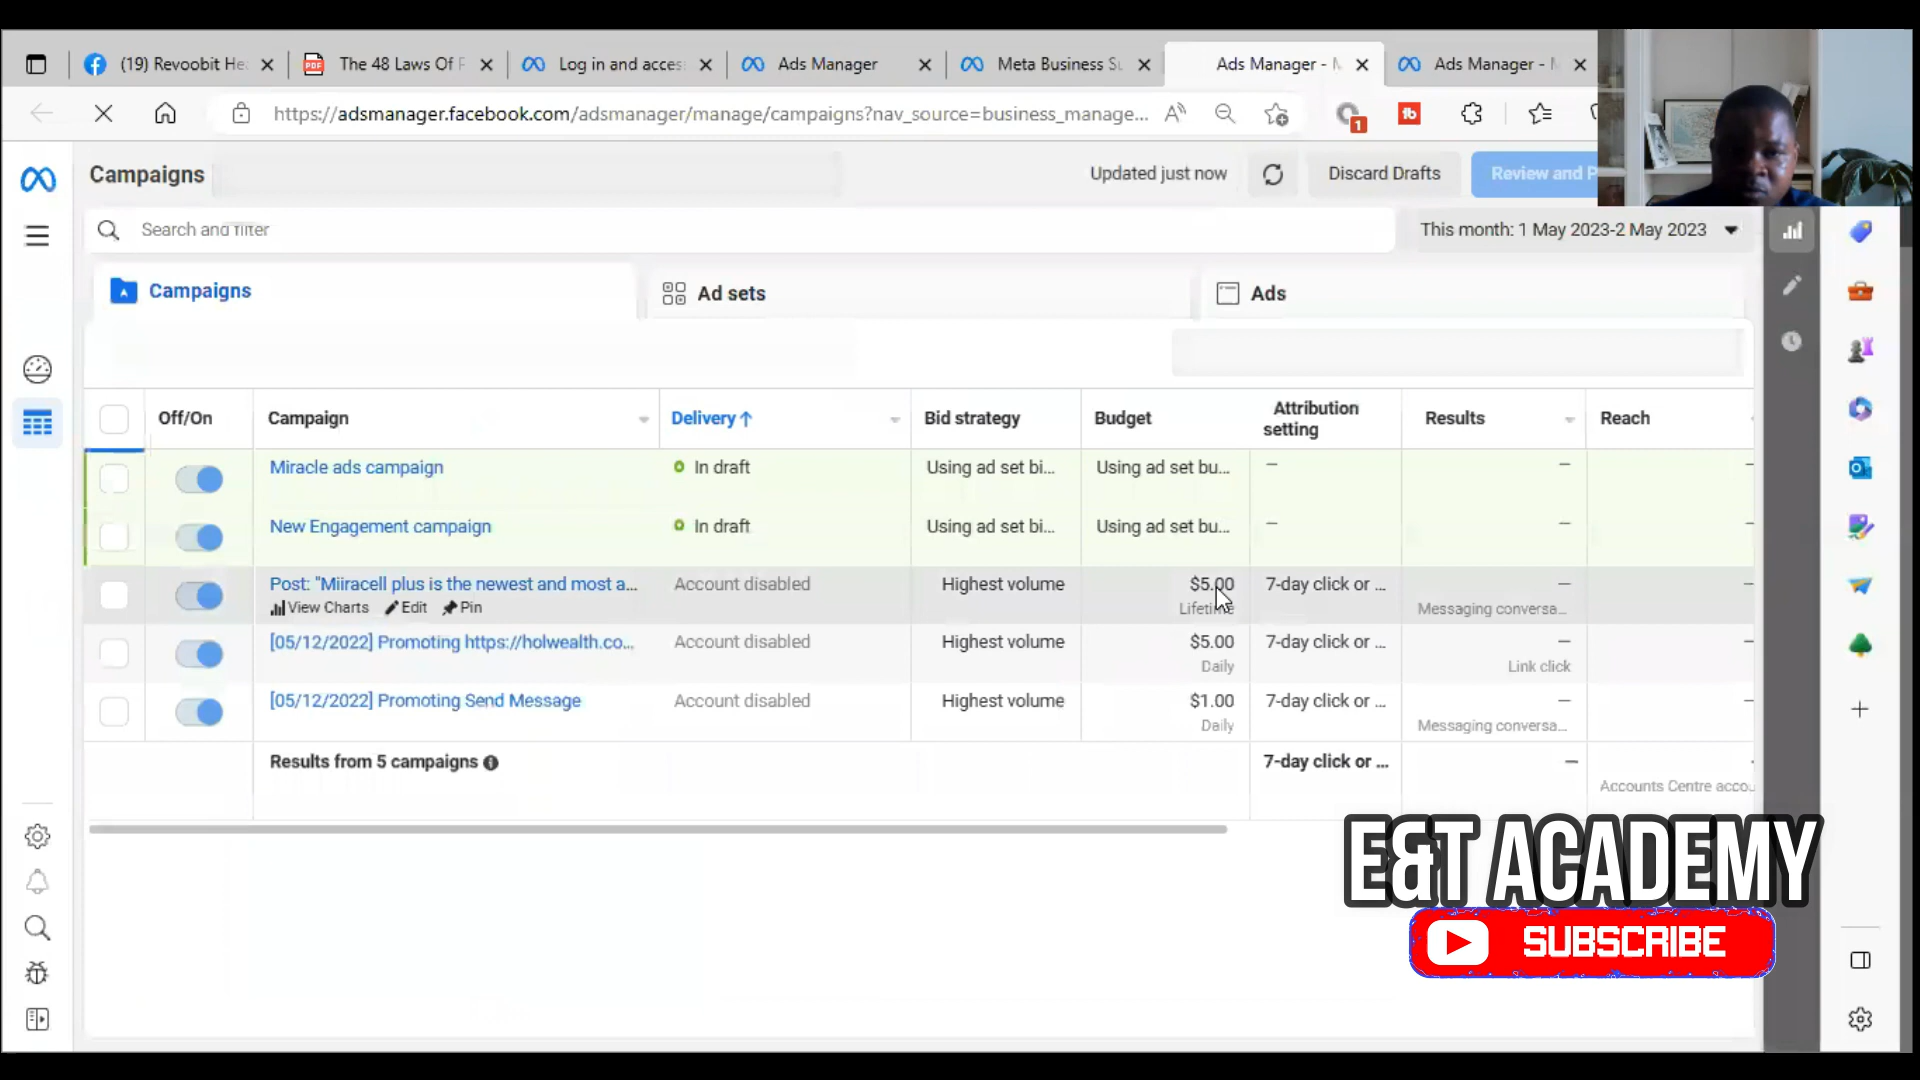 (19) Revoobit He
The 48 Laws Of P
Log in and acces
Ads Manager
Meta Business Su
Ads Manager - M
Ads Manager - M
https://adsmanager.facebook.com/adsmanager/manage/campaigns?nav_source=business_manage...
1
Campaigns
Updated just now
Discard Drafts
Review and P
Search and filter
This month: 1 May 2023-2 May 2023
Campaigns
Ad sets
Ads
Off/On
Campaign
Delivery ↑
Bid strategy
Budget
Attribution
setting
Results
Reach
Miracle ads campaign
In draft
Using ad set bi...
Using ad set bu...
—
—
—
New Engagement campaign
In draft
Using ad set bi...
Using ad set bu...
—
—
—
Post: "Miiracell plus is the newest and most a...
Account disabled
Highest volume
$5.00
7-day click or ...
—
—
View Charts
Edit
Pin
Lifetime
Messaging conversa...
[05/12/2022] Promoting https://holwealth.co...
Account disabled
Highest volume
$5.00
7-day click or ...
—
—
Daily
Link click
[05/12/2022] Promoting Send Message
Account disabled
Highest volume
$1.00
7-day click or ...
—
—
Daily
Messaging conversa...
Results from 5 campaigns
7-day click or ...
—
Accounts Centre accou
E&T ACADEMY
SUBSCRIBE